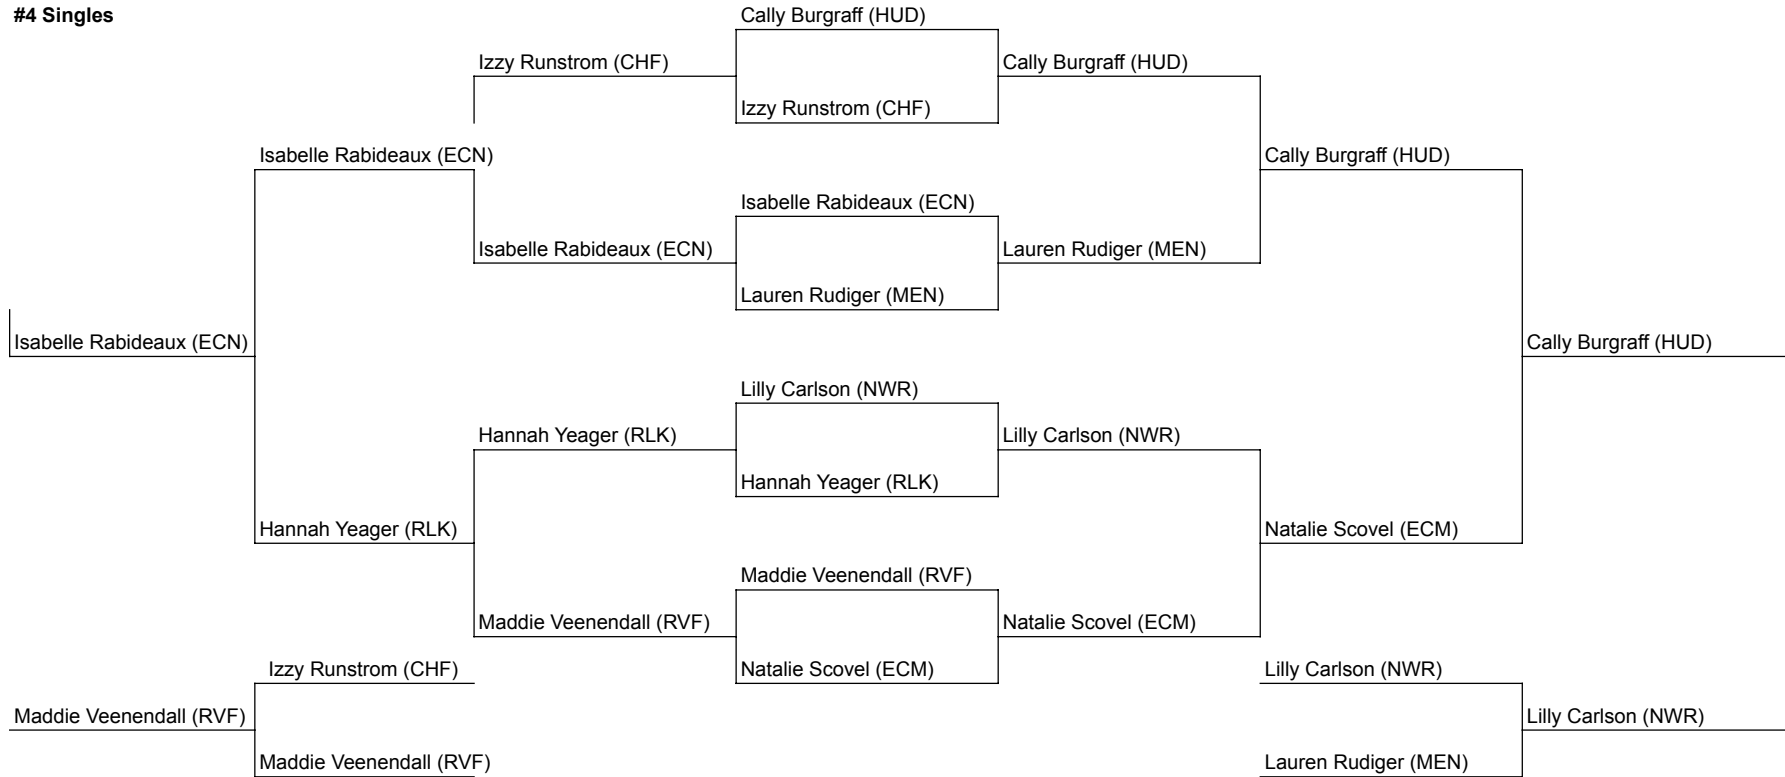 #4 Singles
Cally Burgraff (HUD)
Izzy Runstrom (CHF)
Cally Burgraff (HUD)
Izzy Runstrom (CHF)
Isabelle Rabideaux (ECN)
Cally Burgraff (HUD)
Isabelle Rabideaux (ECN)
Isabelle Rabideaux (ECN)
Lauren Rudiger (MEN)
Lauren Rudiger (MEN)
Isabelle Rabideaux (ECN)
Cally Burgraff (HUD)
Lilly Carlson (NWR)
Hannah Yeager (RLK)
Lilly Carlson (NWR)
Hannah Yeager (RLK)
Hannah Yeager (RLK)
Natalie Scovel (ECM)
Maddie Veenendall (RVF)
Maddie Veenendall (RVF)
Natalie Scovel (ECM)
Izzy Runstrom (CHF)
Natalie Scovel (ECM)
Lilly Carlson (NWR)
Maddie Veenendall (RVF)
Lilly Carlson (NWR)
Maddie Veenendall (RVF)
Lauren Rudiger (MEN)